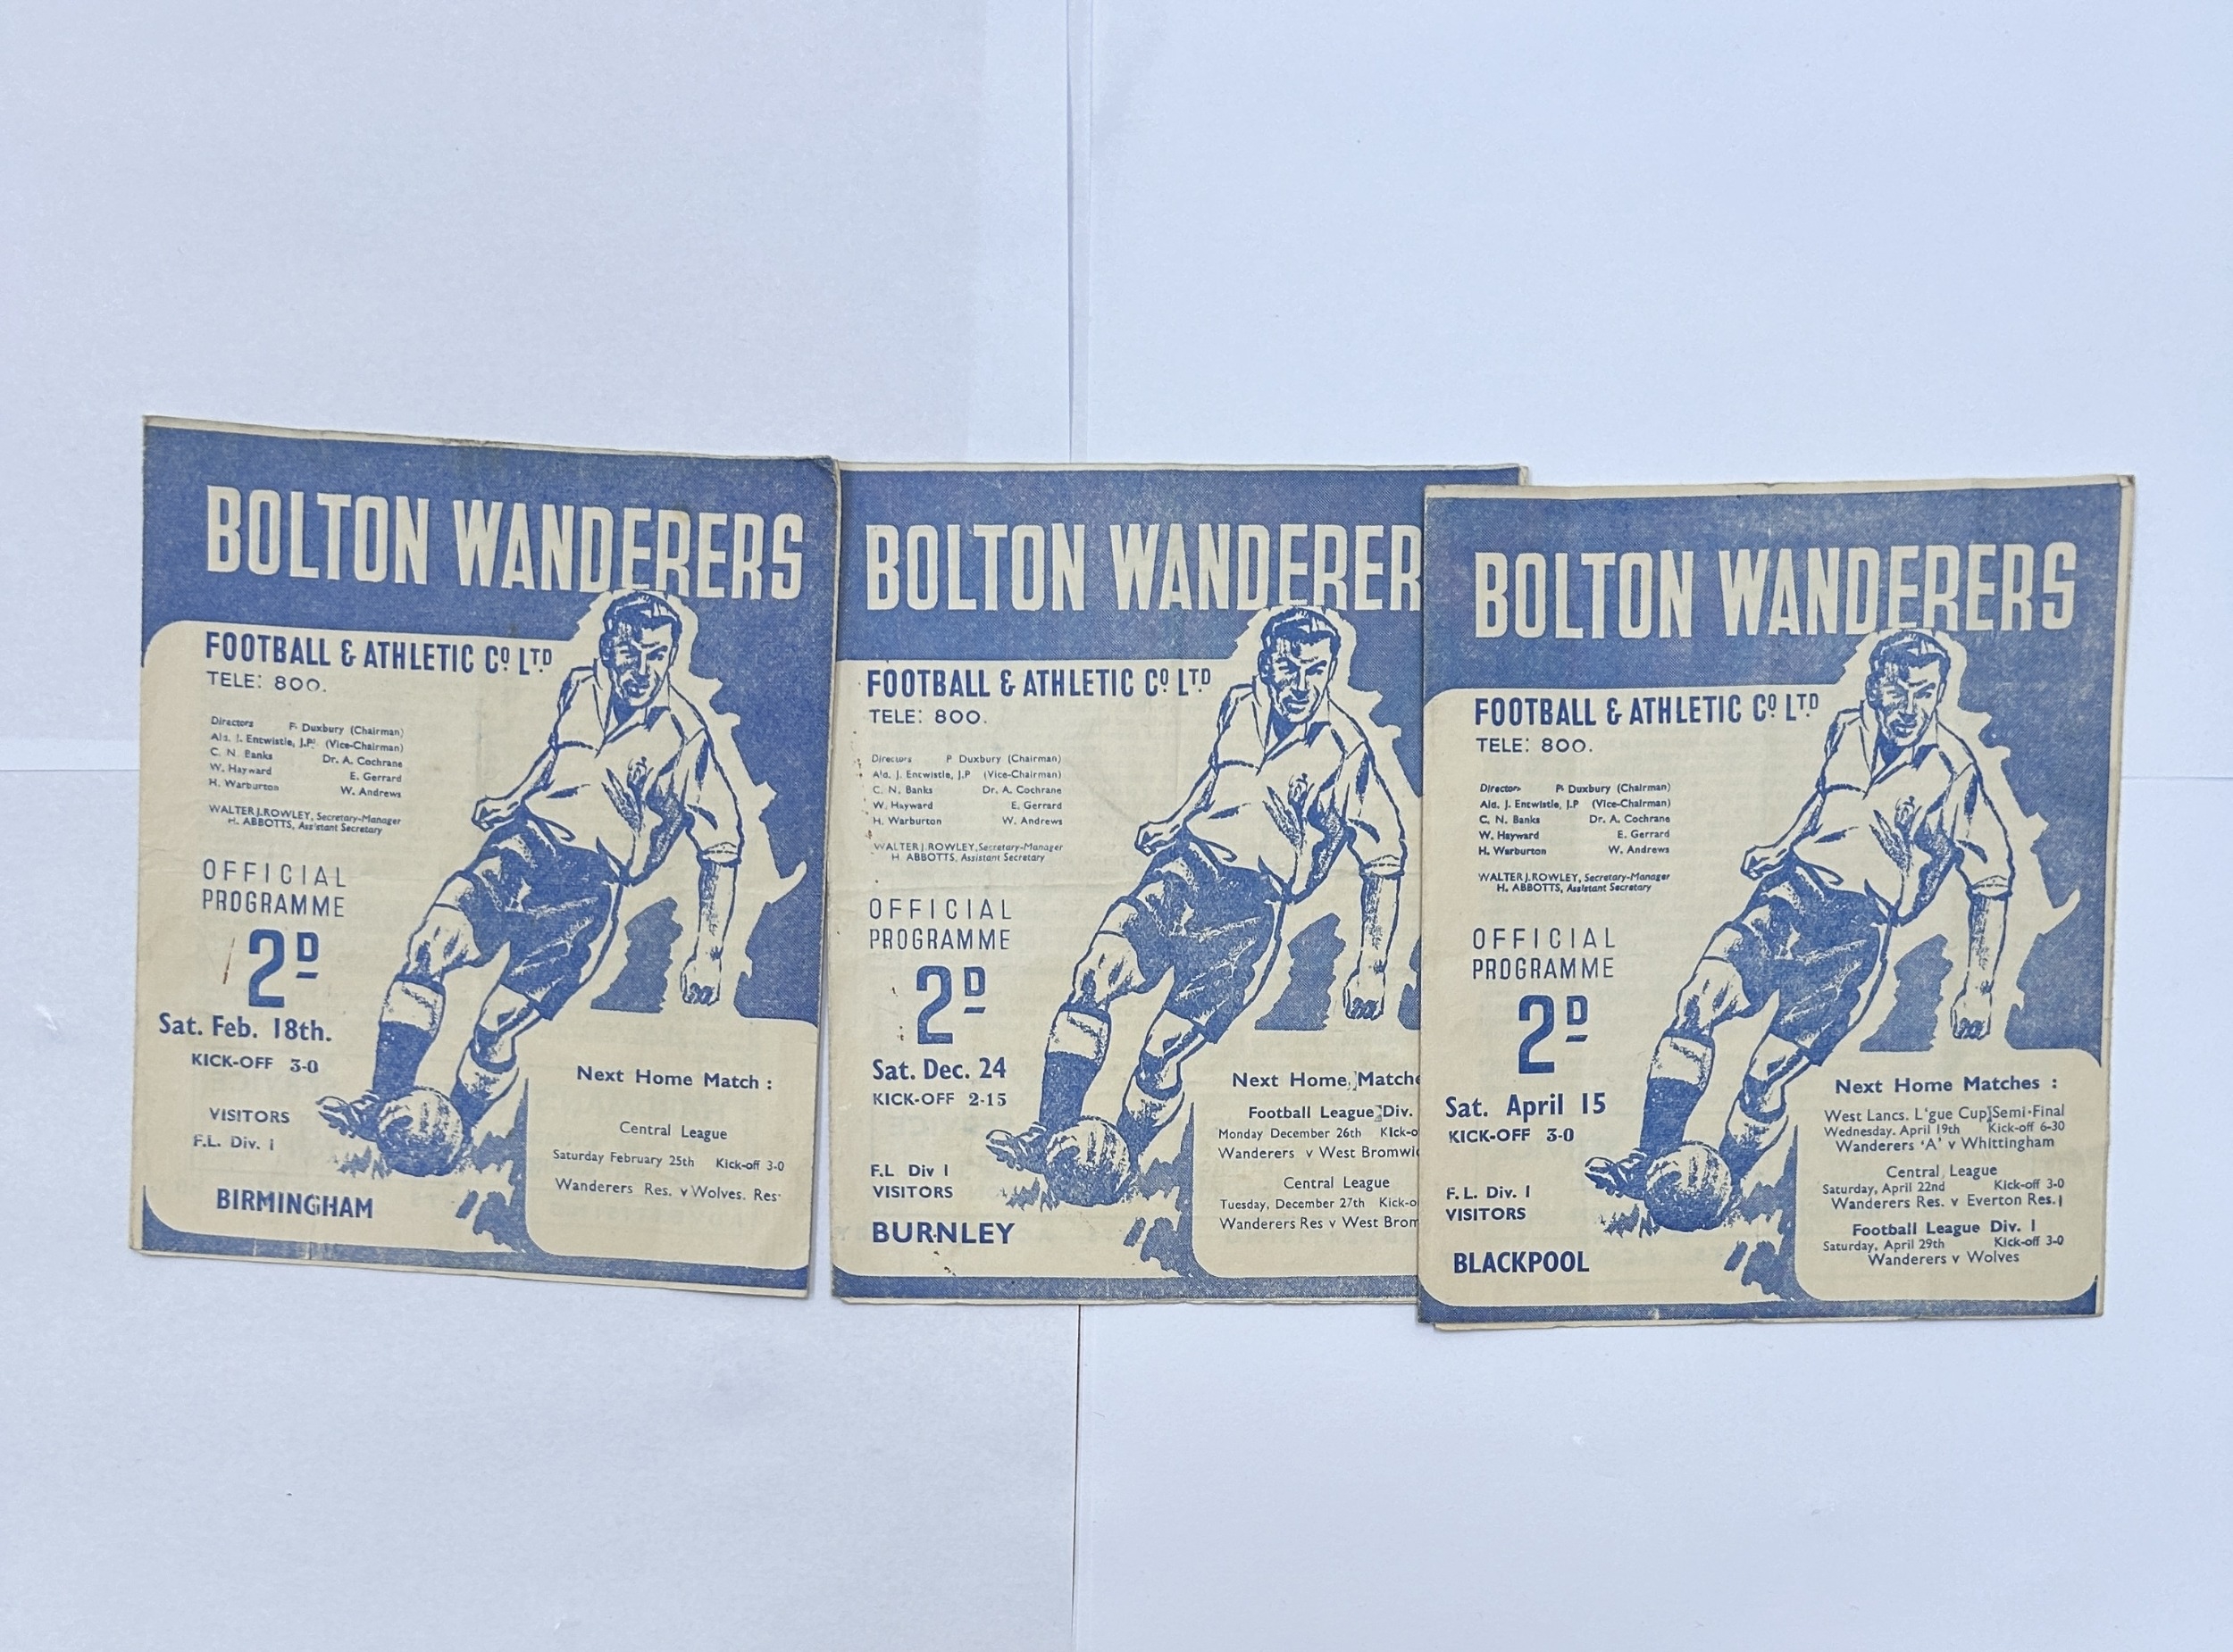 BOLTON WANDERERS
FOOTBALL & ATHLETIC Cº LTD
TELE: 800.
Directors P. Duxbury (Chairman)
Ald. J. Entwistle, J.P. (Vice-Chairman)
C. N. Banks Dr. A. Cochrane
W. Hayward E. Gerrard
H. Warburton W. Andrews
WALTER J. ROWLEY, Secretary-Manager
H. ABBOTTS, Assistant Secretary
OFFICIAL
PROGRAMME
2D
Sat. Feb. 18th.
KICK-OFF 3-0
VISITORS
F.L. Div. 1
BIRMINGHAM
Next Home Match :
Central League
Saturday February 25th Kick-off 3-0
Wanderers Res. v Wolves. Res.
BOLTON WANDERER
FOOTBALL & ATHLETIC Cº LTD
TELE: 800.
Directors P Duxbury (Chairman)
Ald. J. Entwistle, J.P (Vice-Chairman)
C. N. Banks Dr. A. Cochrane
W. Hayward E. Gerrard
H. Warburton W. Andrews
WALTER J. ROWLEY, Secretary-Manager
H ABBOTTS, Assistant Secretary
OFFICIAL
PROGRAMME
2D
Sat. Dec. 24
KICK-OFF 2-15
F.L Div 1
VISITORS
BURNLEY
Next Home Matche
Football League Div.
Monday December 26th Kick-o
Wanderers v West Bromwi
Central League
Tuesday, December 27th Kick-o
Wanderers Res v West Brom
BOLTON WANDERERS
FOOTBALL & ATHLETIC Cº LTD
TELE: 800.
Directors P. Duxbury (Chairman)
Ald. J. Entwistle, J.P (Vice-Chairman)
C. N. Banks Dr. A. Cochrane
W. Hayward E. Gerrard
H. Warburton W. Andrews
WALTER J. ROWLEY, Secretary-Manager
H. ABBOTTS, Assistant Secretary
OFFICIAL
PROGRAMME
2D
Sat. April 15
KICK-OFF 3-0
F.L. Div. 1
VISITORS
BLACKPOOL
Next Home Matches :
West Lancs. L'gue Cup Semi-Final
Wednesday. April 19th Kick-off 6-30
Wanderers 'A' v Whittingham
Central League
Saturday, April 22nd Kick-off 3-0
Wanderers Res. v Everton Res.
Football League Div. 1
Saturday, April 29th Kick-off 3-0
Wanderers v Wolves